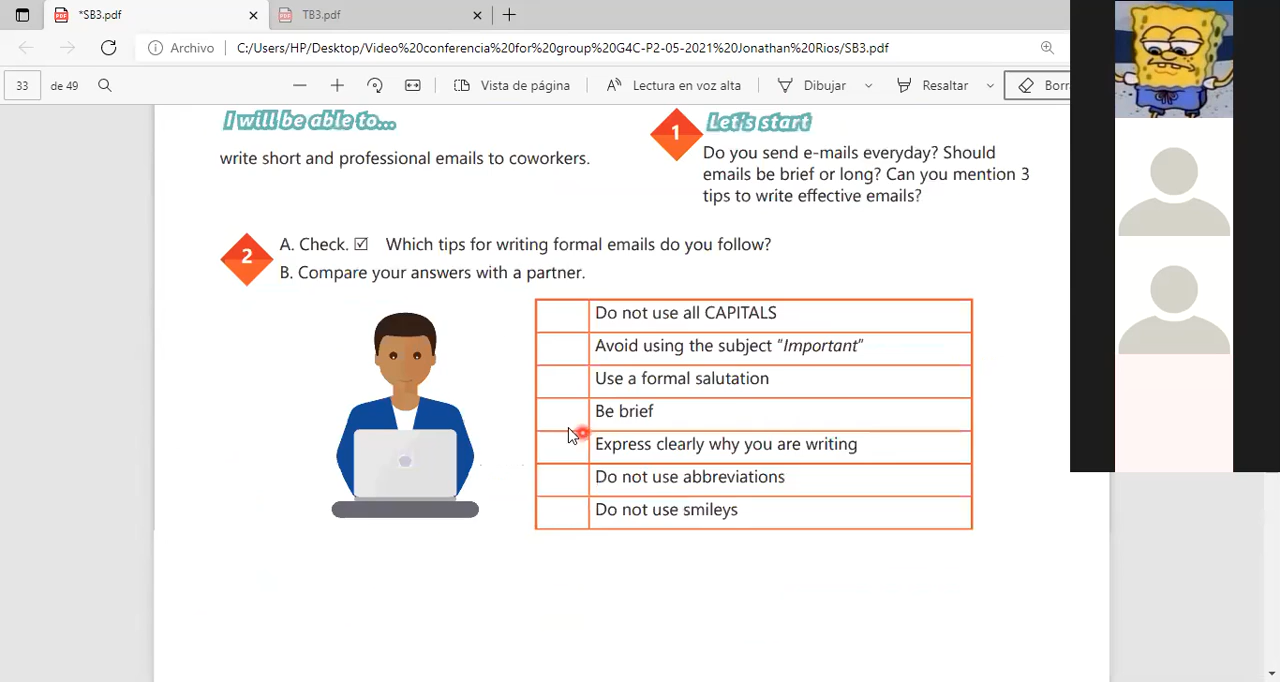 *SB3.pdf
TB3.pdf
Archivo
C:/Users/HP/Desktop/Video%20conferencia%20for%20group%20G4C-P2-05-2021%20Jonathan%20Rios/SB3.pdf
33 de 49
Vista de página
Lectura en voz alta
Dibujar
Resaltar
Borr
I will be able to...
write short and professional emails to coworkers.
1
Let's start
Do you send e-mails everyday? Should
emails be brief or long? Can you mention 3
tips to write effective emails?
2
A. Check. ☑ Which tips for writing formal emails do you follow?
B. Compare your answers with a partner.
Do not use all CAPITALS
Avoid using the subject "Important"
Use a formal salutation
Be brief
Express clearly why you are writing
Do not use abbreviations
Do not use smileys